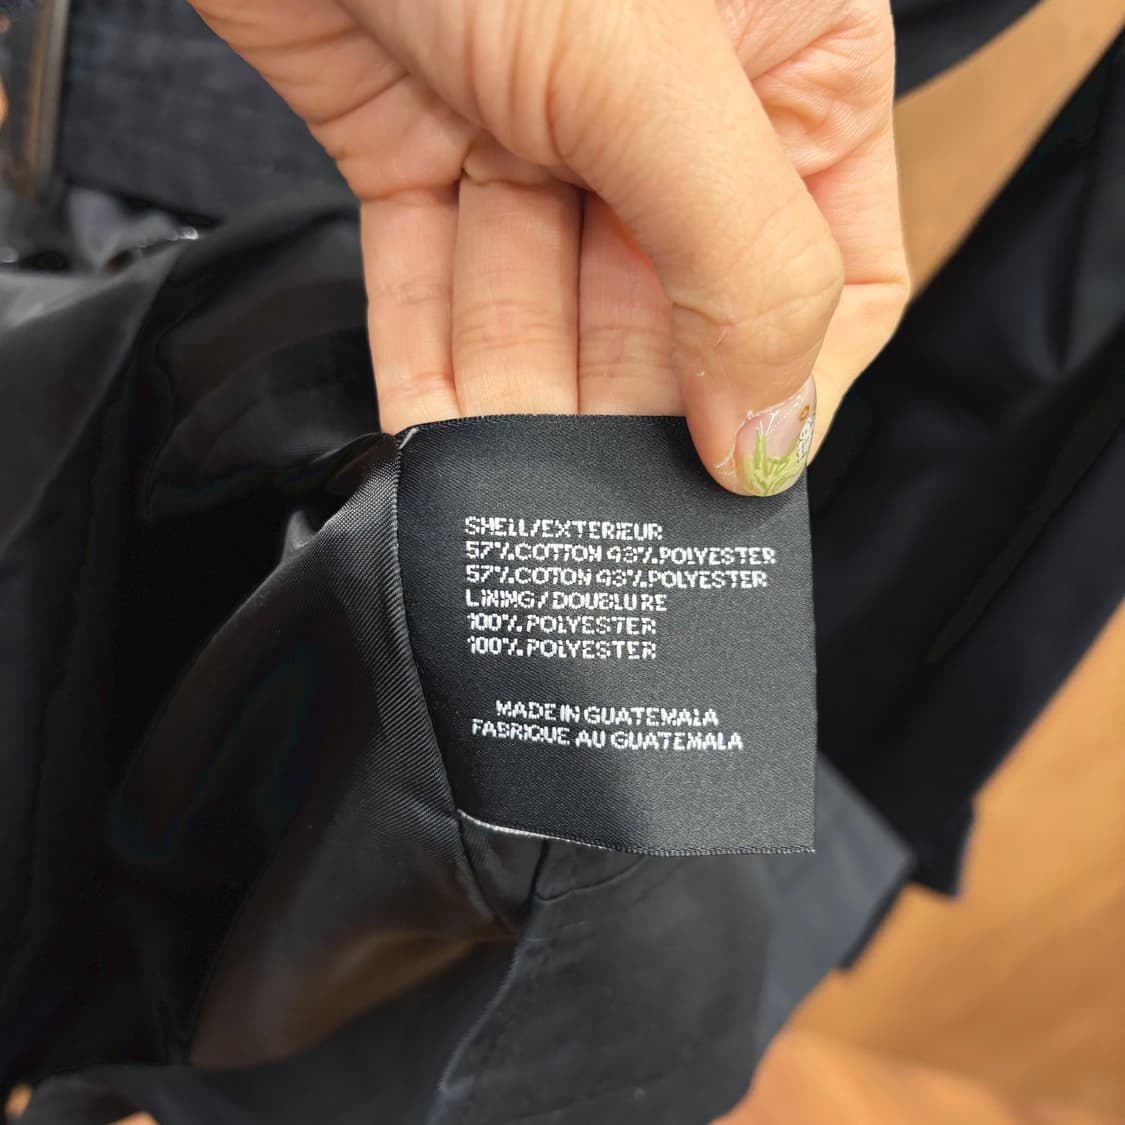 SHELL/EXTERIEUR
57%COTTON 43%POLYESTER
57%COTON 43%POLYESTER
LINING/DOUBLURE
100%POLYESTER
100%POLYESTER
MADE IN GUATEMALA
FABRIQUE AU GUATEMALA